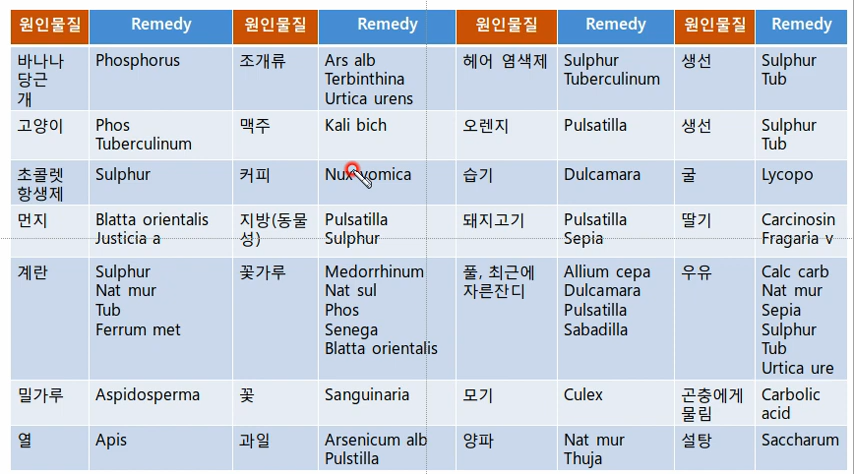 원인물질 Remedy 원인물질 Remedy 원인물질 Remedy 원인물질 Remedy
바나나 Phosphorus 조개류 Ars alb 헤어 염색제 Sulphur 생선 Sulphur
당근 Terbinthina Tuberculinum Tub
개 Urtica urens
고양이 Phos 맥주 Kali bich 오렌지 Pulsatilla 생선 Sulphur
Tuberculinum Tub
초콜렛 Sulphur 커피 Nux vomica 습기 Dulcamara 굴 Lycopo
항생제
먼지 Blatta orientalis 지방(동물 Pulsatilla 돼지고기 Pulsatilla 딸기 Carcinosin
Justicia a 성) Sulphur Sepia Fragaria v
계란 Sulphur 꽃가루 Medorrhinum 풀, 최근에 Allium cepa 우유 Calc carb
Nat mur Nat sul 자른잔디 Dulcamara Nat mur
Tub Phos Pulsatilla Sepia
Ferrum met Senega Sabadilla Sulphur
Blatta orientalis Tub
Urtica ure
밀가루 Aspidosperma 꽃 Sanguinaria 모기 Culex 곤충에게 Carbolic
물림 acid
열 Apis 과일 Arsenicum alb 양파 Nat mur 설탕 Saccharum
Pulstilla Thuja